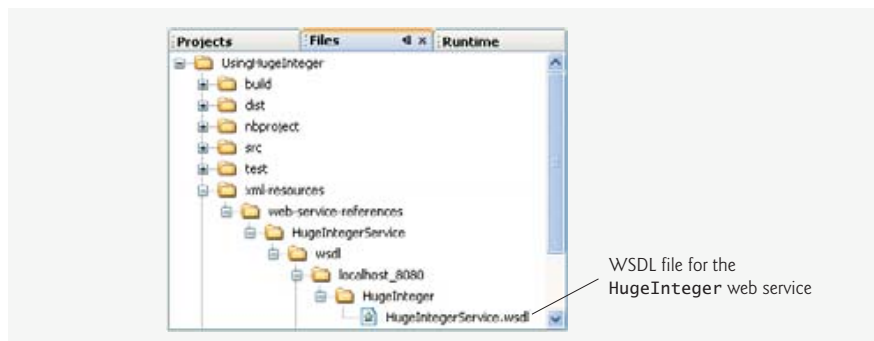 Projects Files Runtime
UsingHugeInteger
build
dist
nbproject
src
test
xml-resources
web-service-references
HugeIntegerService
wsdl
localhost_8080
HugeInteger
HugeIntegerService.wsdl
WSDL file for the
HugeInteger web service